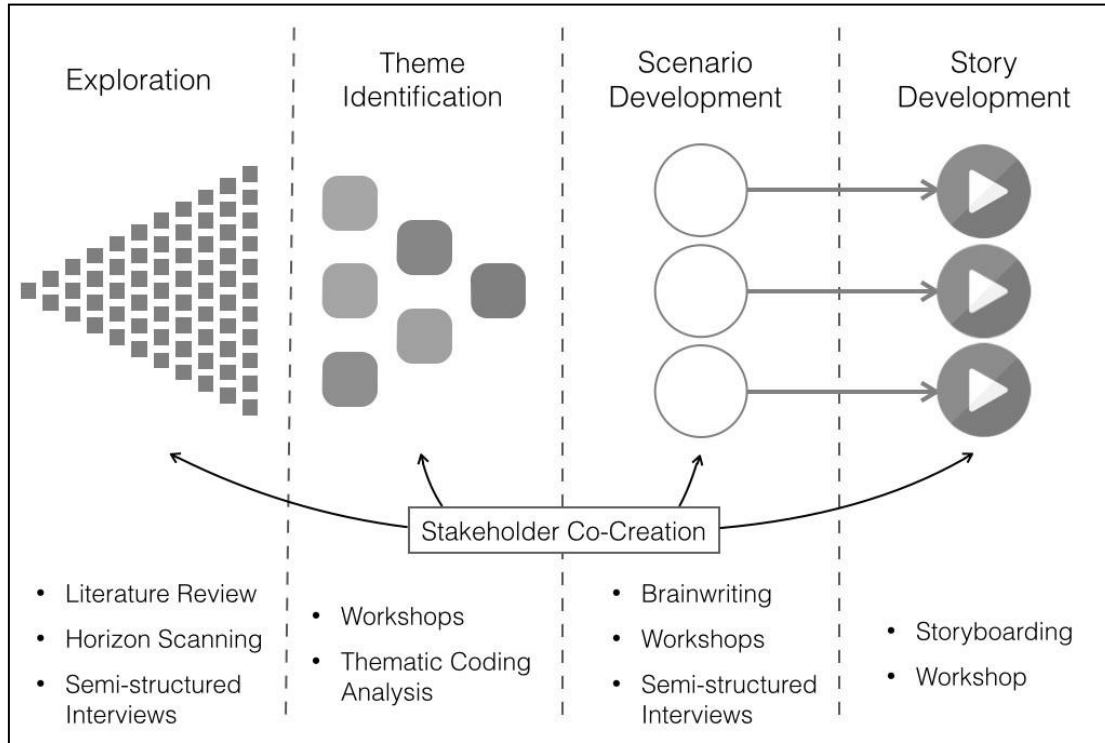 Exploration
Theme
Identification
Scenario
Development
Story
Development
Stakeholder Co-Creation
• Literature Review
• Horizon Scanning
• Semi-structured
Interviews
• Workshops
• Thematic Coding
Analysis
• Brainwriting
• Workshops
• Semi-structured
Interviews
• Storyboarding
• Workshop